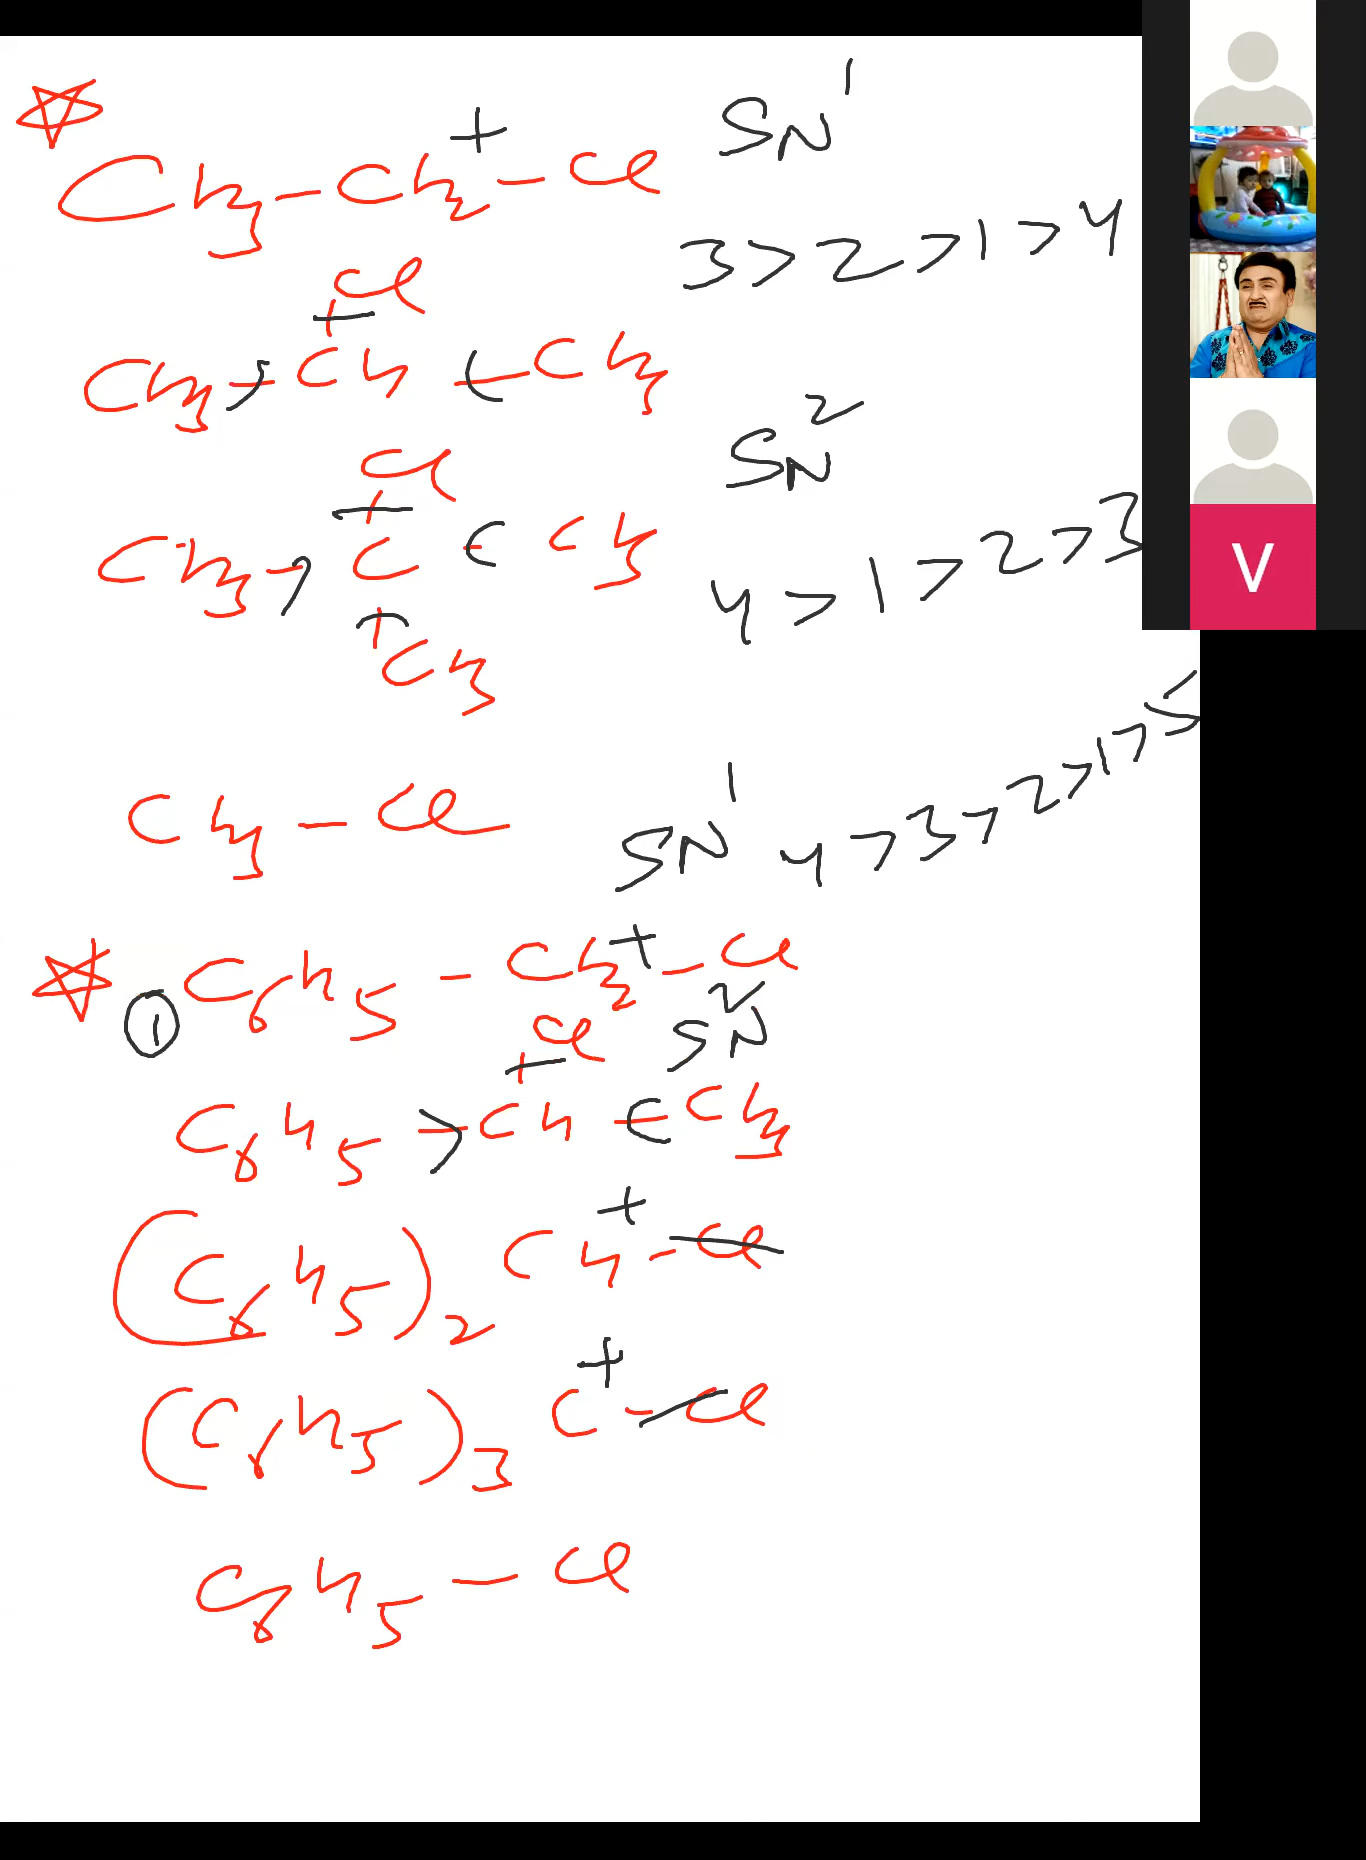 CH3-CH2-Cl
+
SN1
3>2>1>4
Cl
CH3-CH-CH3
SN2
4>1>2>3
Cl
CH3-C-CH3
CH3
CH3-Cl
SN1 4>3>2>1>5
① C6H5-CH2-Cl
+
SN2
Cl
C6H5-CH-CH3
(C6H5)2CH-Cl
+
(C6H5)3C-Cl
+
C6H5-Cl
V